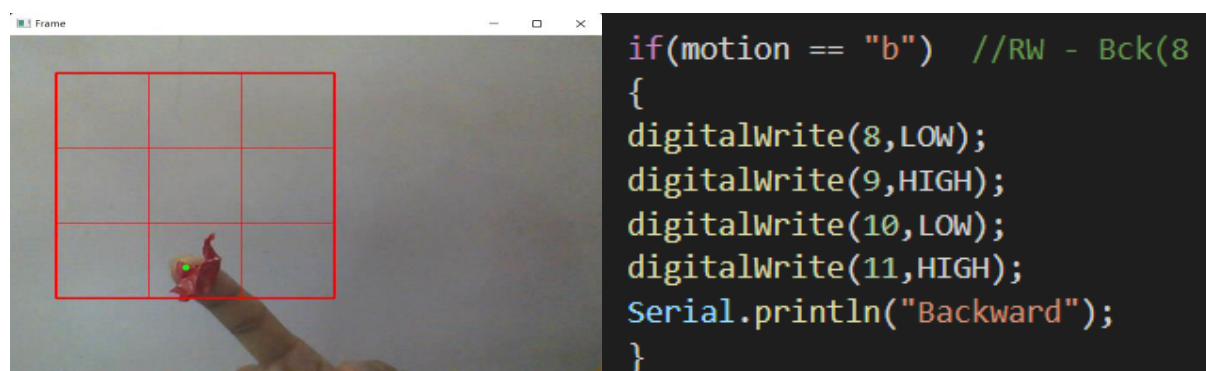 Frame
if(motion == "b")  //RW - Bck(8
{
digitalWrite(8,LOW);
digitalWrite(9,HIGH);
digitalWrite(10,LOW);
digitalWrite(11,HIGH);
Serial.println("Backward");
}